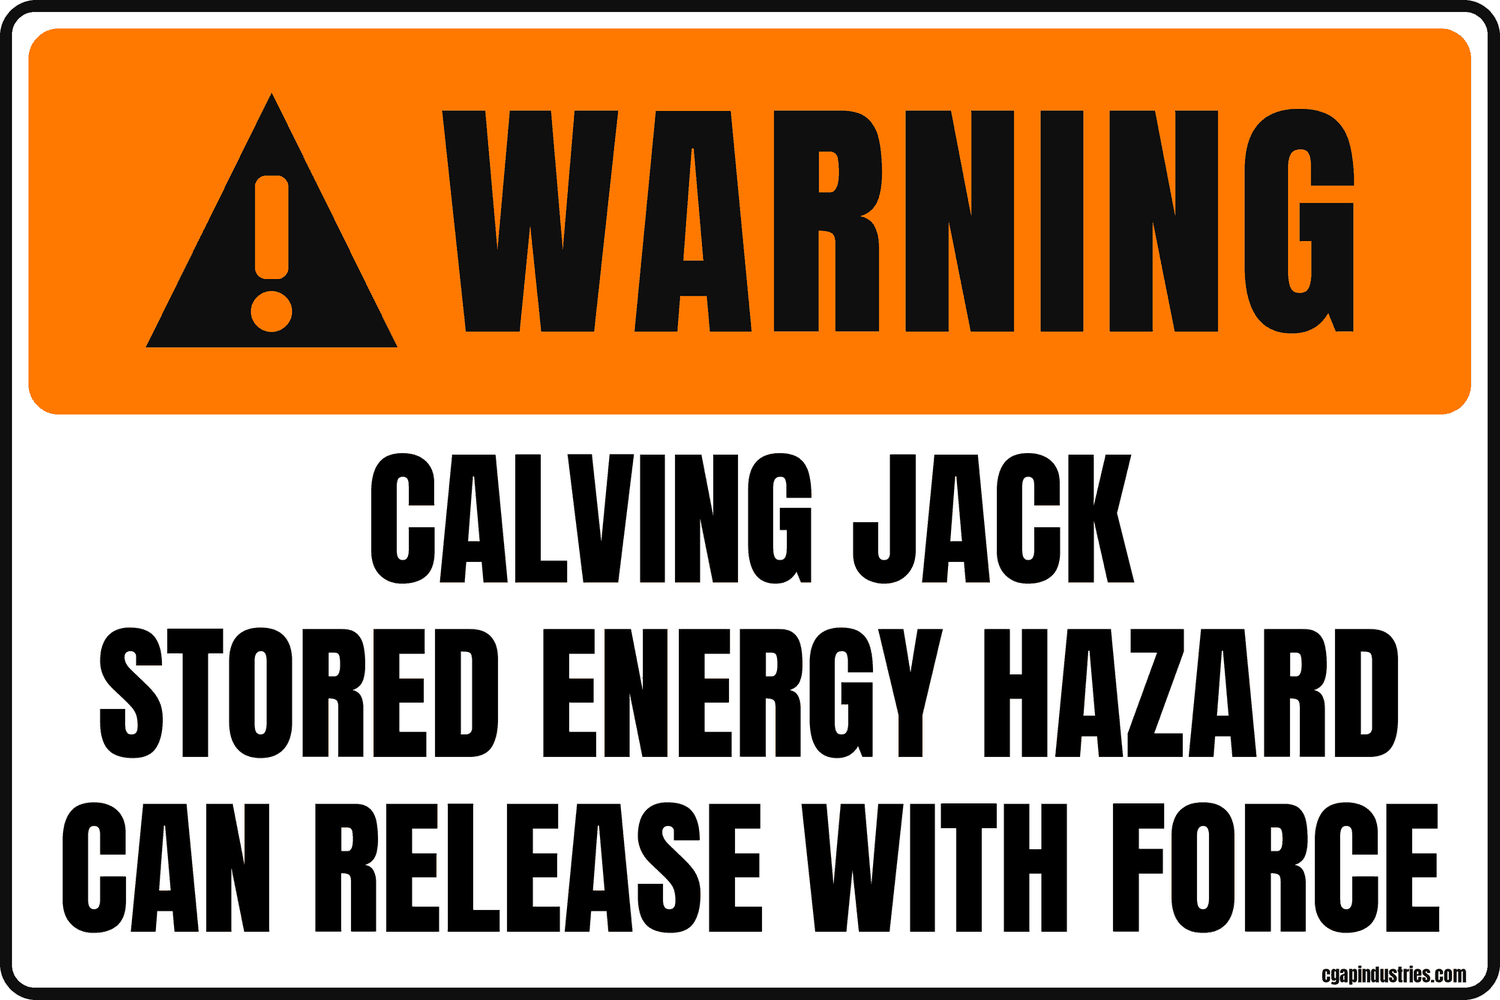 WARNING
CALVING JACK
STORED ENERGY HAZARD
CAN RELEASE WITH FORCE
cgapindustries.com